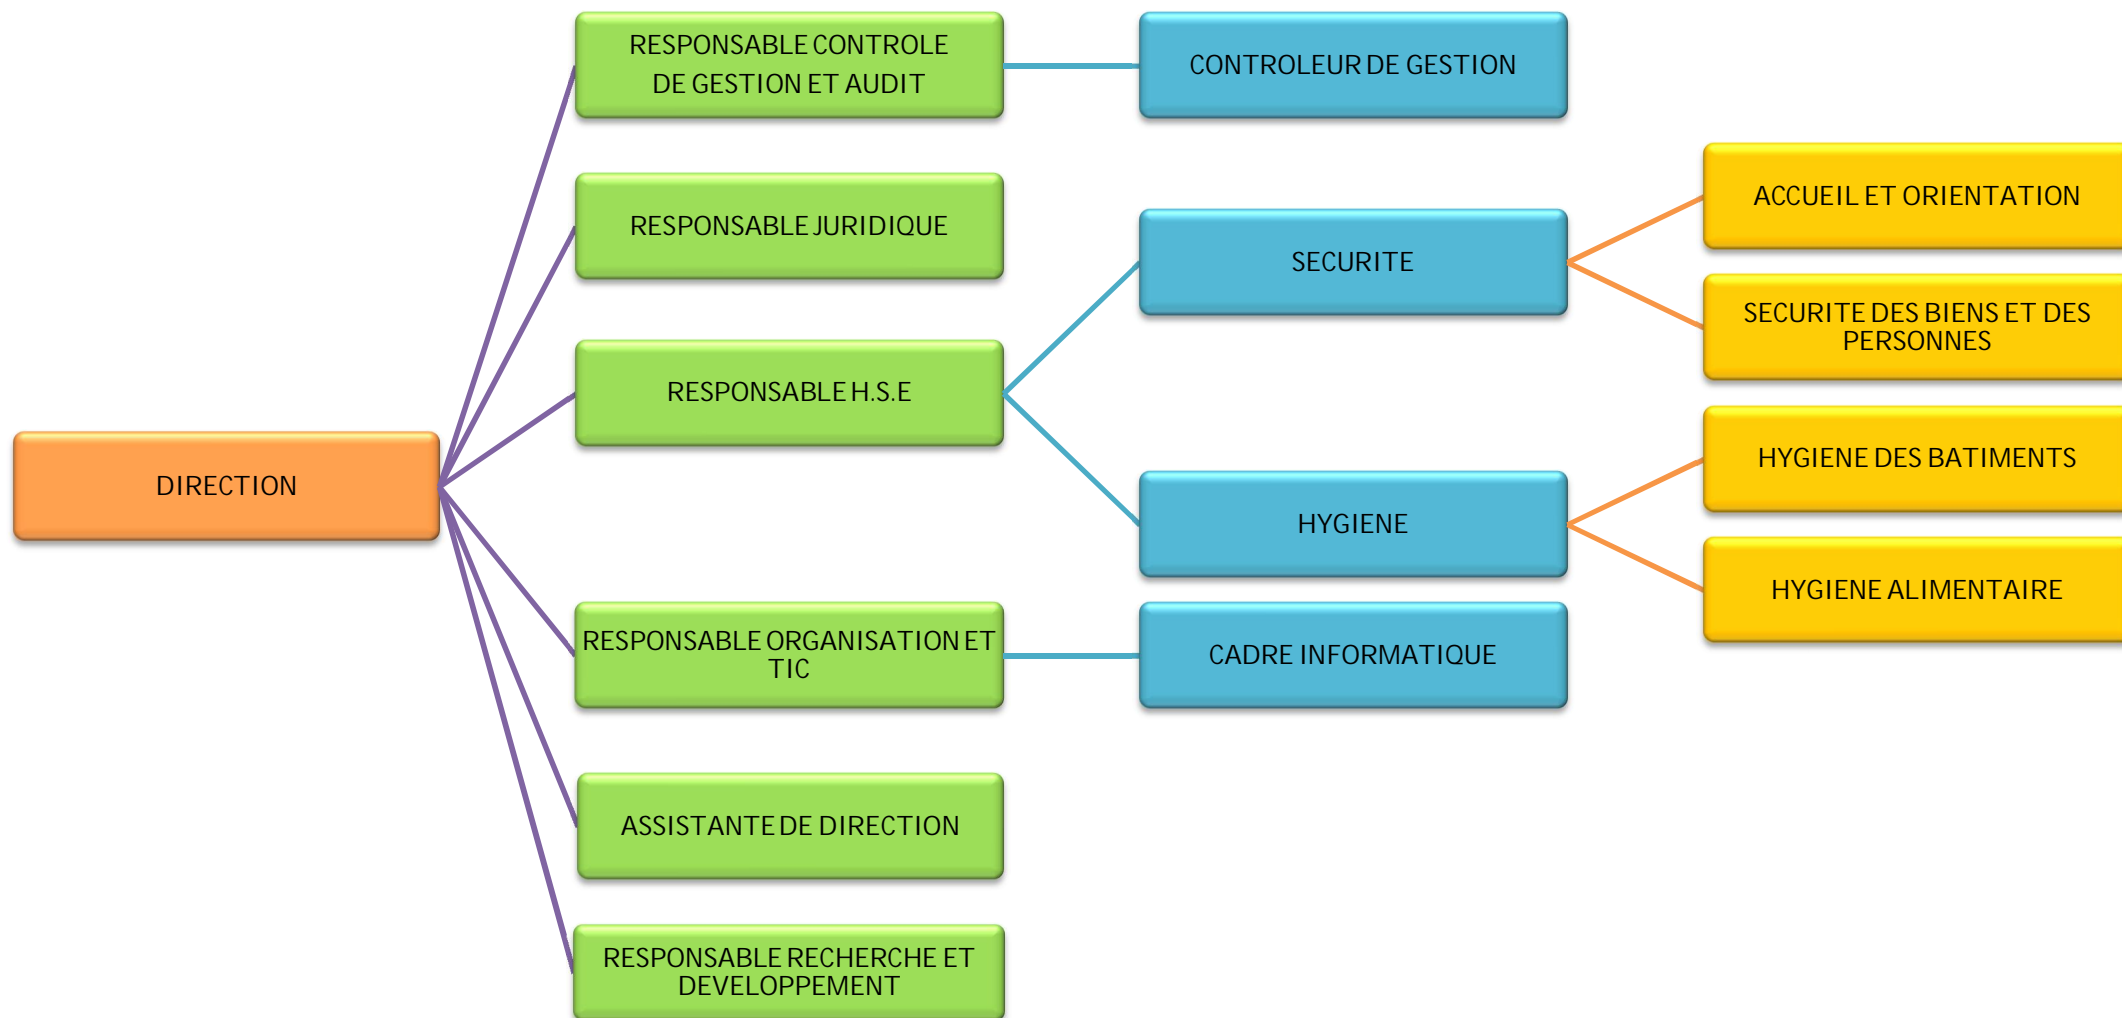 RESPONSABLE CONTROLE
DE GESTION ET AUDIT
CONTROLEUR DE GESTION
ACCUEIL ET ORIENTATION
RESPONSABLE JURIDIQUE
SECURITE
SECURITE DES BIENS ET DES
PERSONNES
RESPONSABLE H.S.E
HYGIENE DES BATIMENTS
DIRECTION
HYGIENE
HYGIENE ALIMENTAIRE
RESPONSABLE ORGANISATION ET
TIC
CADRE INFORMATIQUE
ASSISTANTE DE DIRECTION
RESPONSABLE RECHERCHE ET
DEVELOPPEMENT